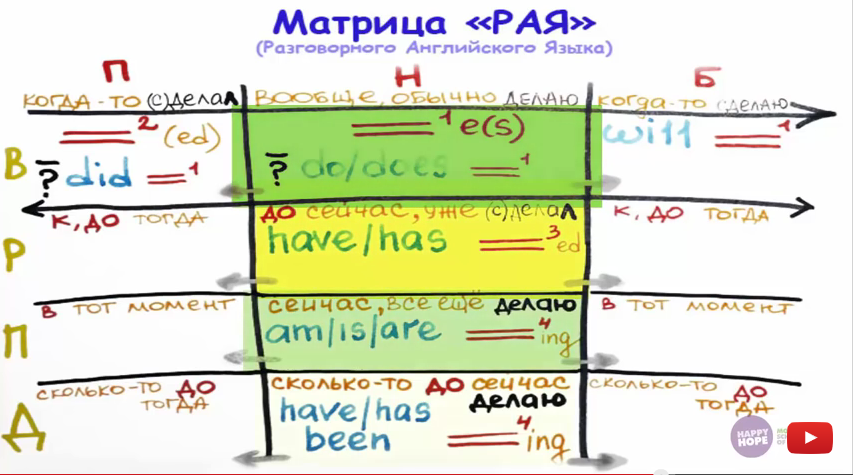 Матрица «РАЯ»
(Разговорного Английского Языка)
П Н Б
КОГДА-ТО (С)ДЕЛАЛ ВООБЩЕ, ОБЫЧНО ДЕЛАЮ КОГДА-ТО СДЕЛАЮ
2 (ed) 1 e(s) will 1
В ? did 1 ? do/does 1
К, ДО ТОГДА ДО СЕЙЧАС, УЖЕ (С)ДЕЛАЛ К, ДО ТОГДА
Р have/has 3 ed
В ТОТ МОМЕНТ СЕЙЧАС, ВСЕ ЕЩЁ ДЕЛАЮ В ТОТ МОМЕНТ
П am/is/are 4 ing
СКОЛЬКО-ТО ДО ТОГДА СКОЛЬКО-ТО ДО СЕЙЧАС ДЕЛАЮ СКОЛЬКО-ТО ДО ТОГДА
Д have/has been 4 ing
HAPPY HOPE